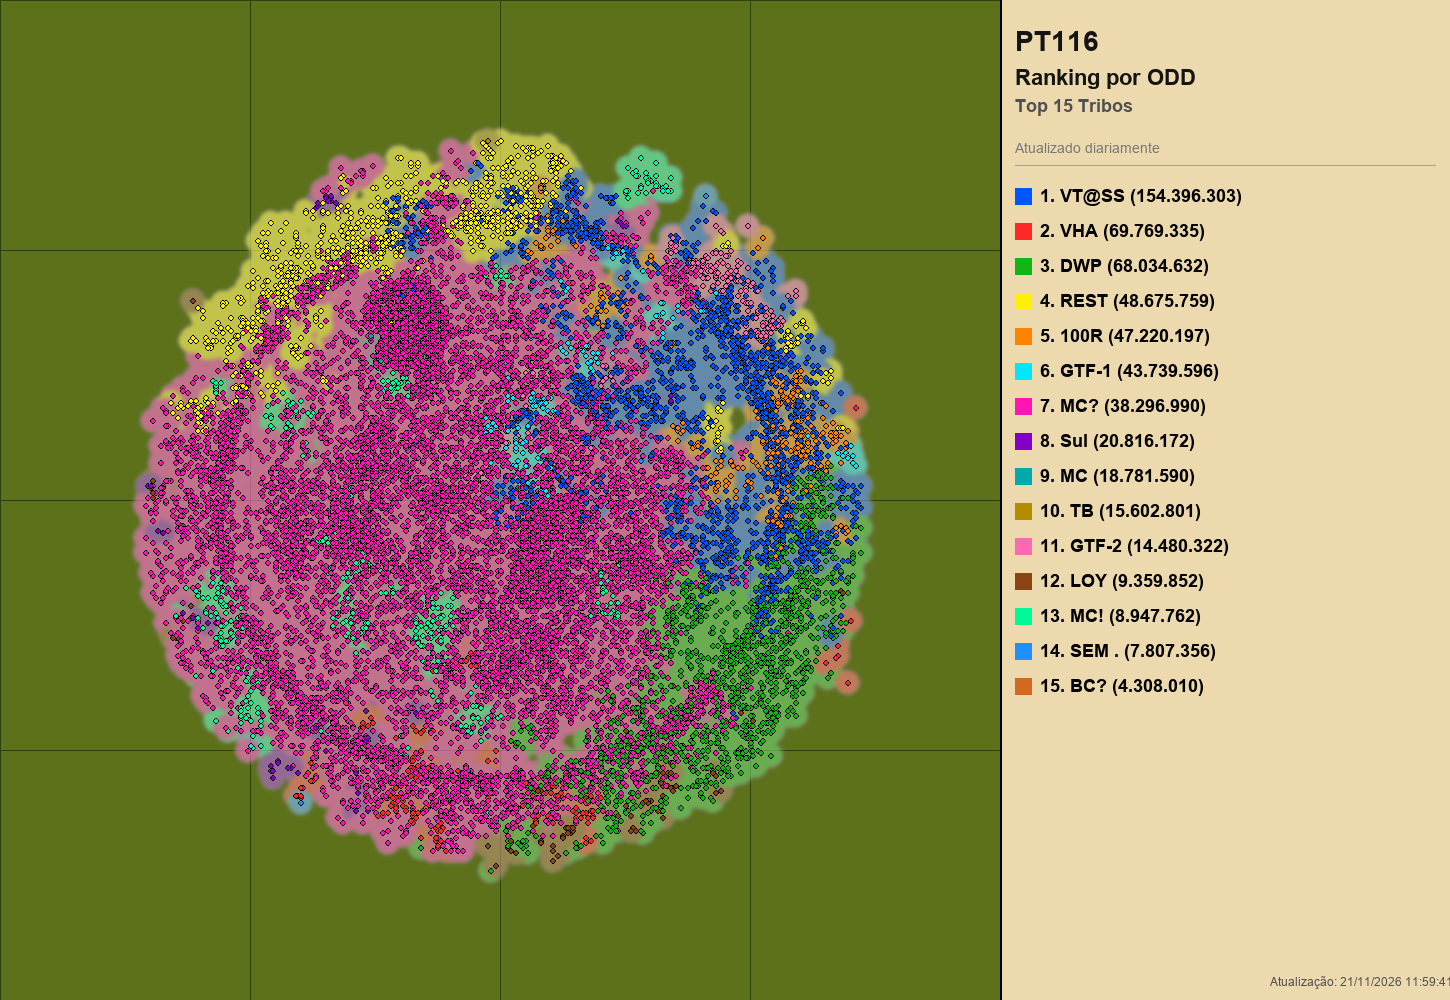 PT116
Ranking por ODD
Top 15 Tribos
Atualizado diariamente
1. VT@SS (154.396.303)
2. VHA (69.769.335)
3. DWP (68.034.632)
4. REST (48.675.759)
5. 100R (47.220.197)
6. GTF-1 (43.739.596)
7. MC? (38.296.990)
8. Sul (20.816.172)
9. MC (18.781.590)
10. TB (15.602.801)
11. GTF-2 (14.480.322)
12. LOY (9.359.852)
13. MC! (8.947.762)
14. SEM . (7.807.356)
15. BC? (4.308.010)
Atualização: 21/11/2026 11:59:41